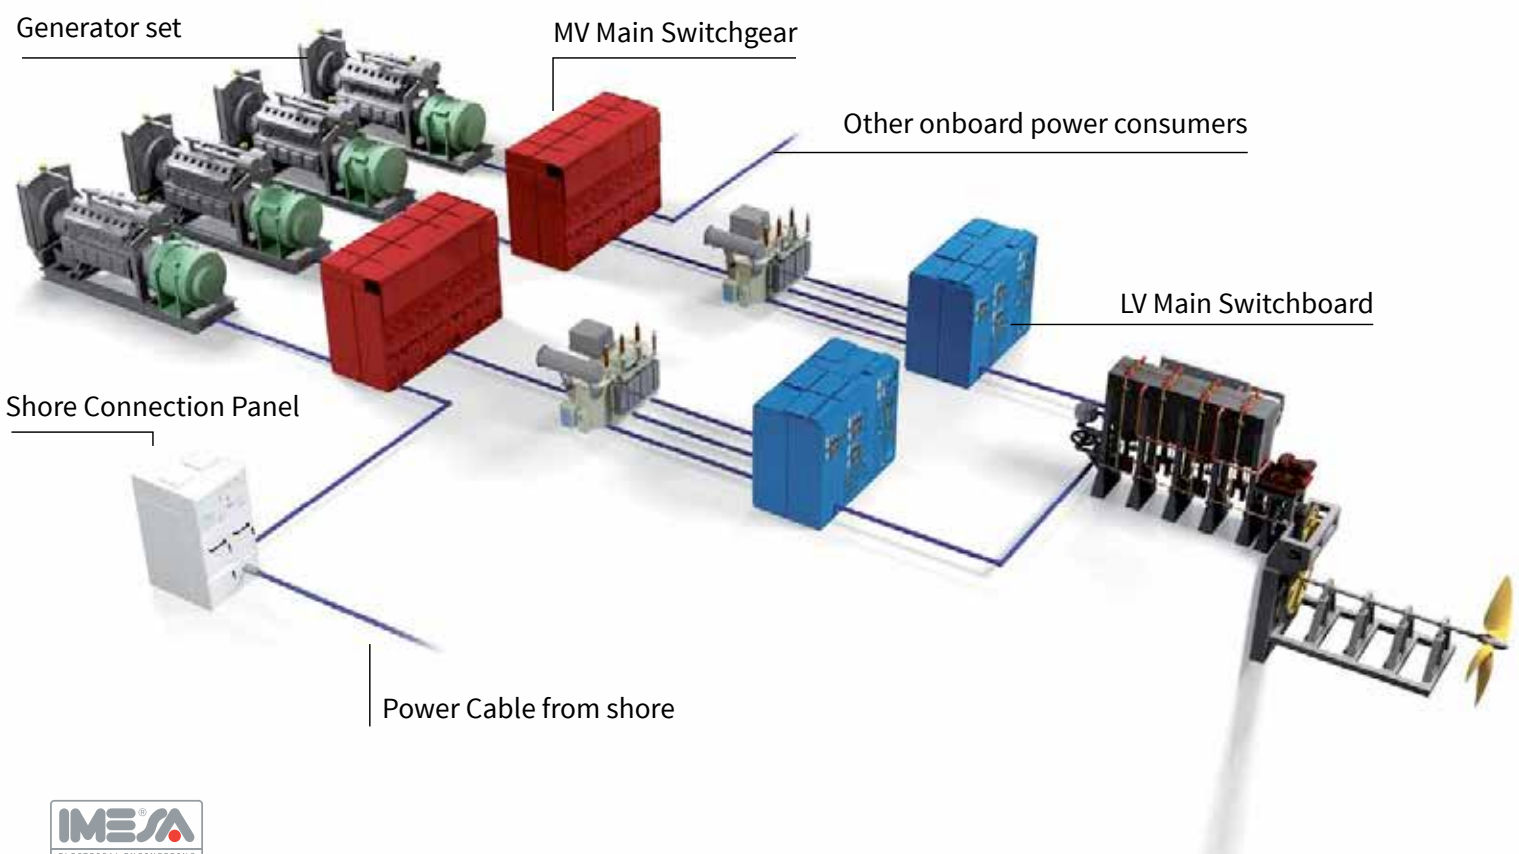 Generator set
MV Main Switchgear
Other onboard power consumers
LV Main Switchboard
Shore Connection Panel
Power Cable from shore
IMESA®